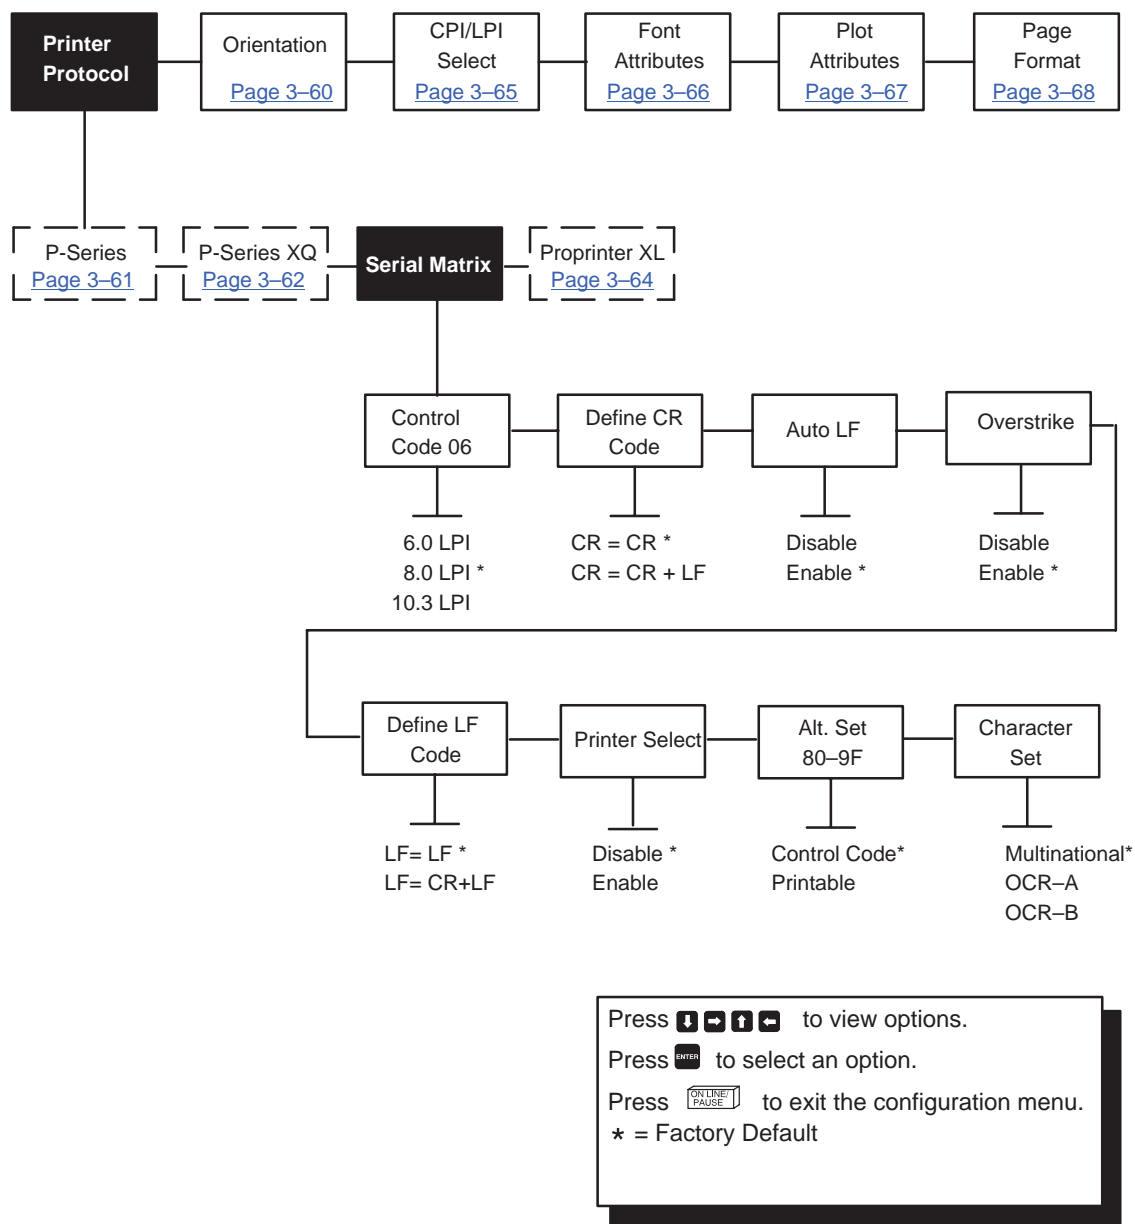 Printer
Protocol
Orientation
Page 3–60
CPI/LPI
Select
Page 3–65
Font
Attributes
Page 3–66
Plot
Attributes
Page 3–67
Page
Format
Page 3–68
P-Series
Page 3–61
P-Series XQ
Page 3–62
Serial Matrix
Proprinter XL
Page 3–64
Control
Code 06
Define CR
Code
Auto LF
Overstrike
6.0 LPI
8.0 LPI *
10.3 LPI
CR = CR *
CR = CR + LF
Disable
Enable *
Disable
Enable *
Define LF
Code
Printer Select
Alt. Set
80–9F
Character
Set
LF= LF *
LF= CR+LF
Disable *
Enable
Control Code*
Printable
Multinational*
OCR–A
OCR–B
Press to view options.
Press ENTER to select an option.
Press ON LINE/ PAUSE to exit the configuration menu.
* = Factory Default